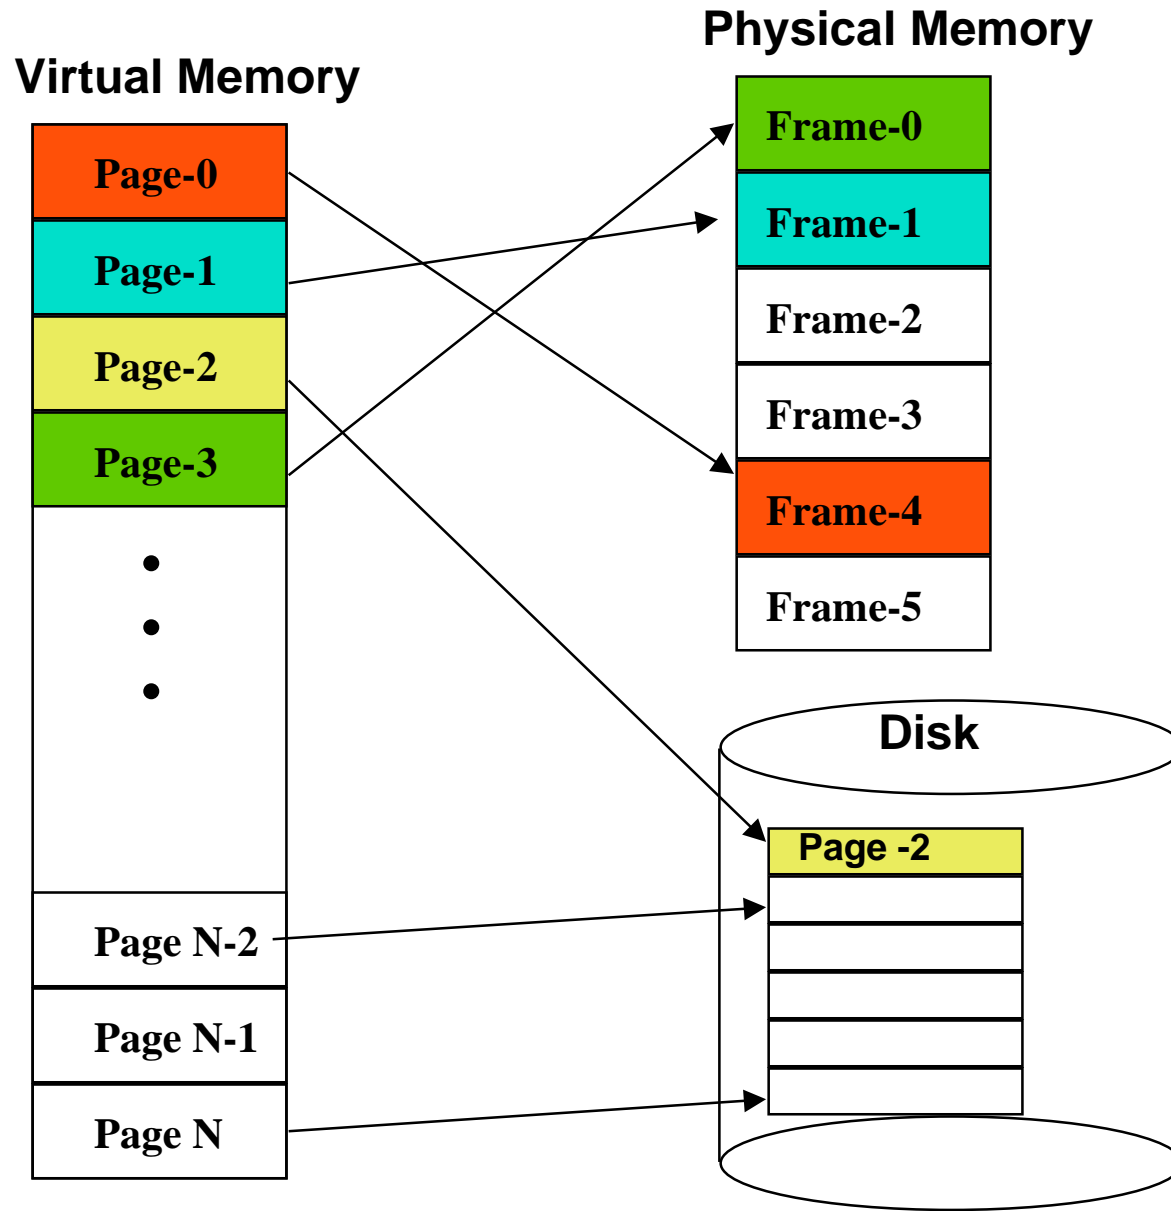 Physical Memory
Virtual Memory
Page-0
Page-1
Page-2
Page-3
Page N-2
Page N-1
Page N
Frame-0
Frame-1
Frame-2
Frame-3
Frame-4
Frame-5
Disk
Page -2